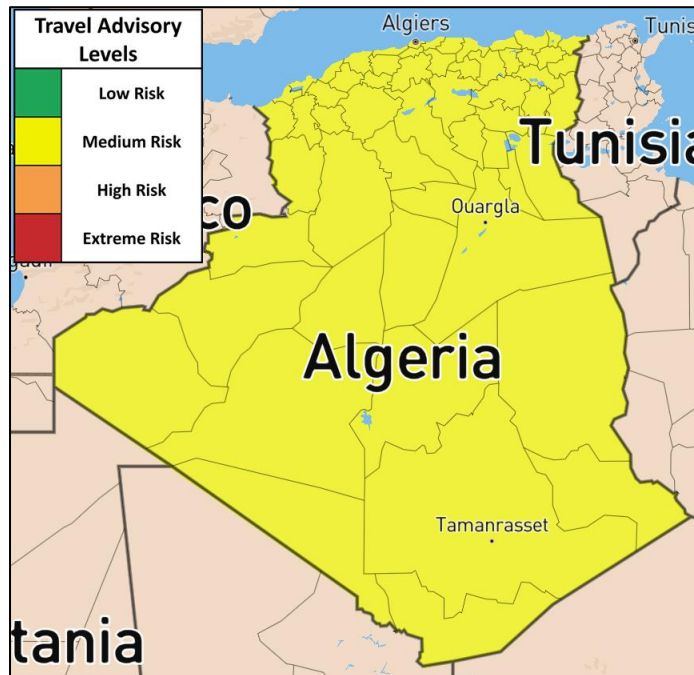 Travel Advisory
Levels
Low Risk
Medium Risk
High Risk
Extreme Risk
Algiers
Tunis
Tunisia
co
Ouargla
Algeria
Tamanrasset
tania